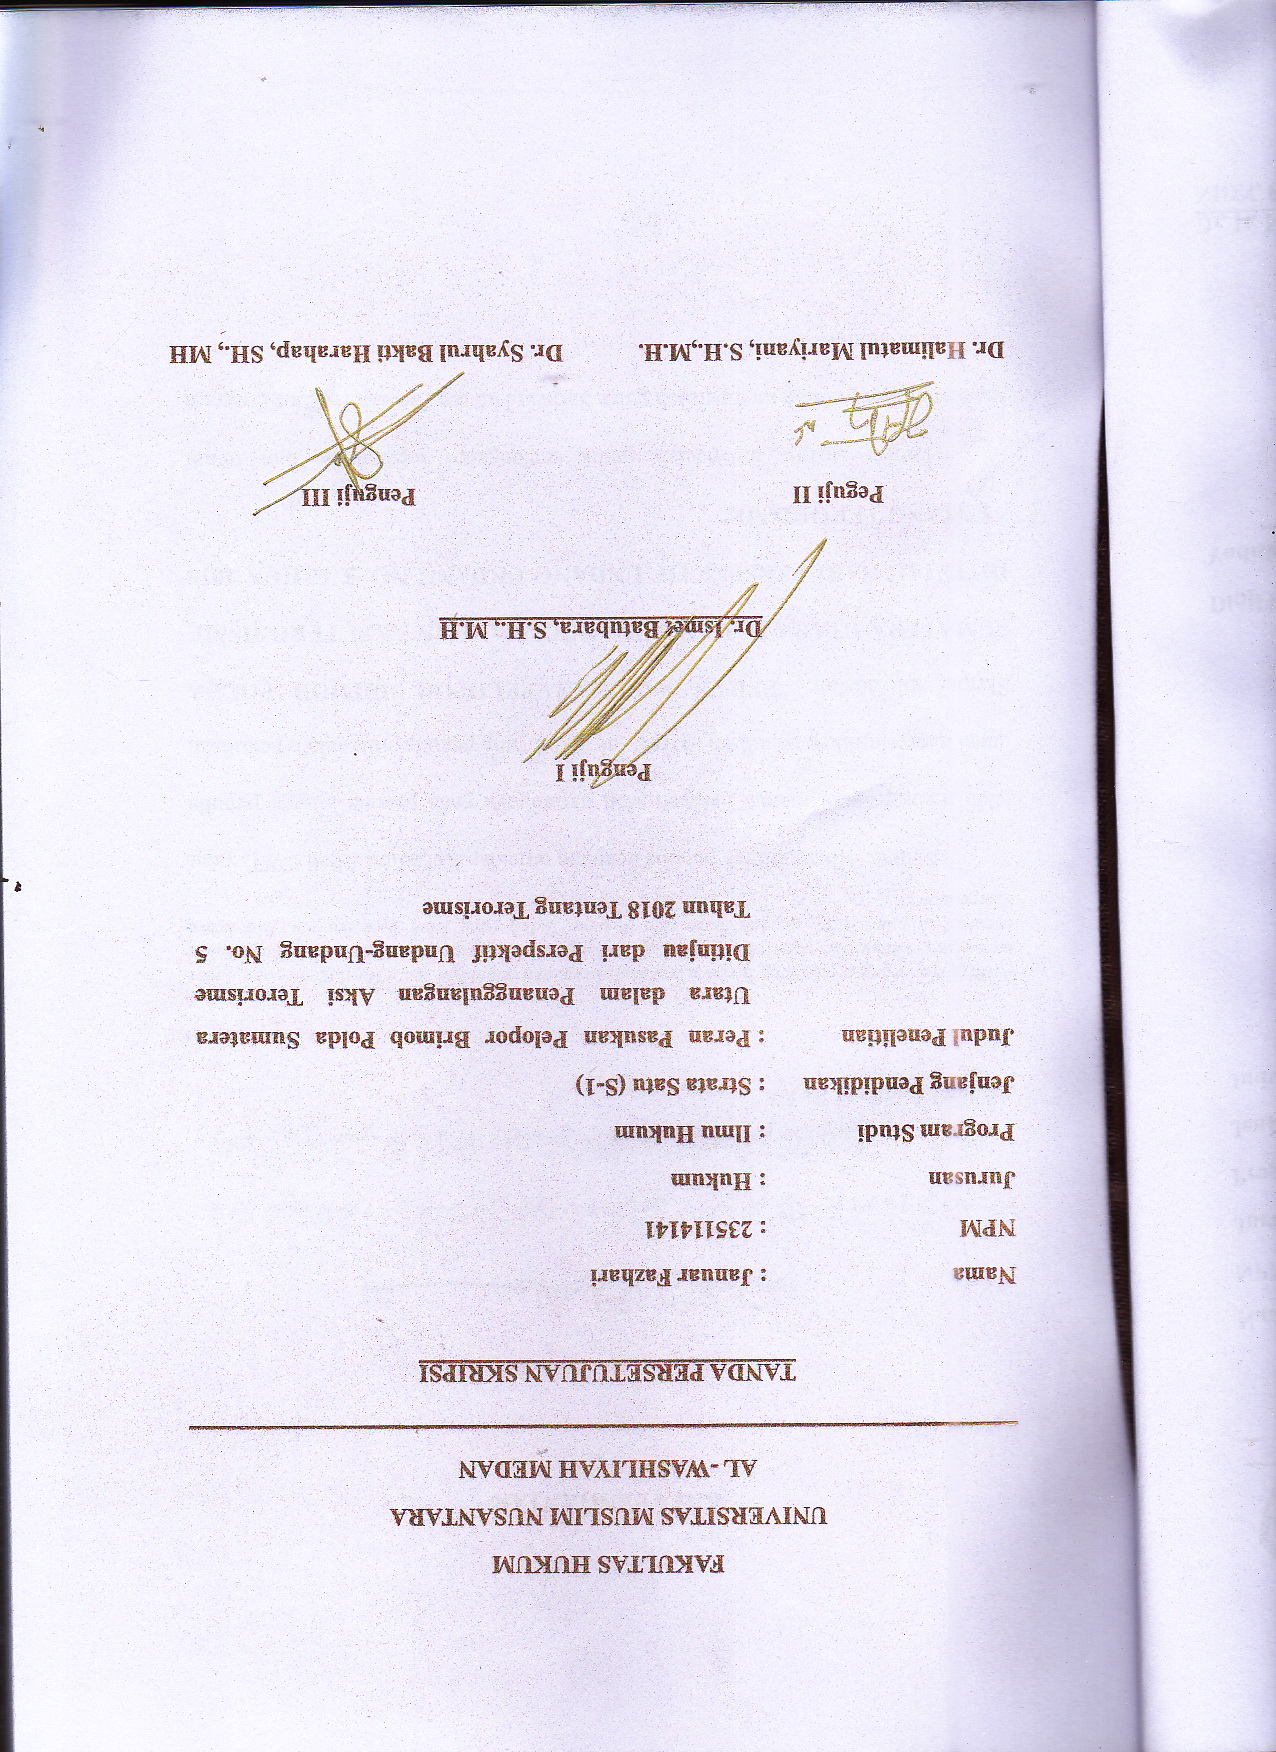 FAKULTAS HUKUM
UNIVERSITAS MUSLIM NUSANTARA
AL -WASHLIYAH MEDAN
TANDA PERSETUJUAN SKRIPSI
Nama : Januar Fazhari
NPM : 235114141
Jurusan : Hukum
Program Studi : Ilmu Hukum
Jenjang Pendidikan : Strata Satu (S-1)
Judul Penelitian : Peran Pasukan Pelopor Brimob Polda Sumatera
Utara dalam Penanggulangan Aksi Terorisme
Ditinjau dari Perspektif Undang-Undang No. 5
Tahun 2018 Tentang Terorisme
Penguji I
Dr. Ismet Batubara, S.H., M.H
Peguji II Penguji III
Dr. Halimatul Mariyani, S.H.,M.H. Dr. Syahrul Bakti Harahap, SH., MH